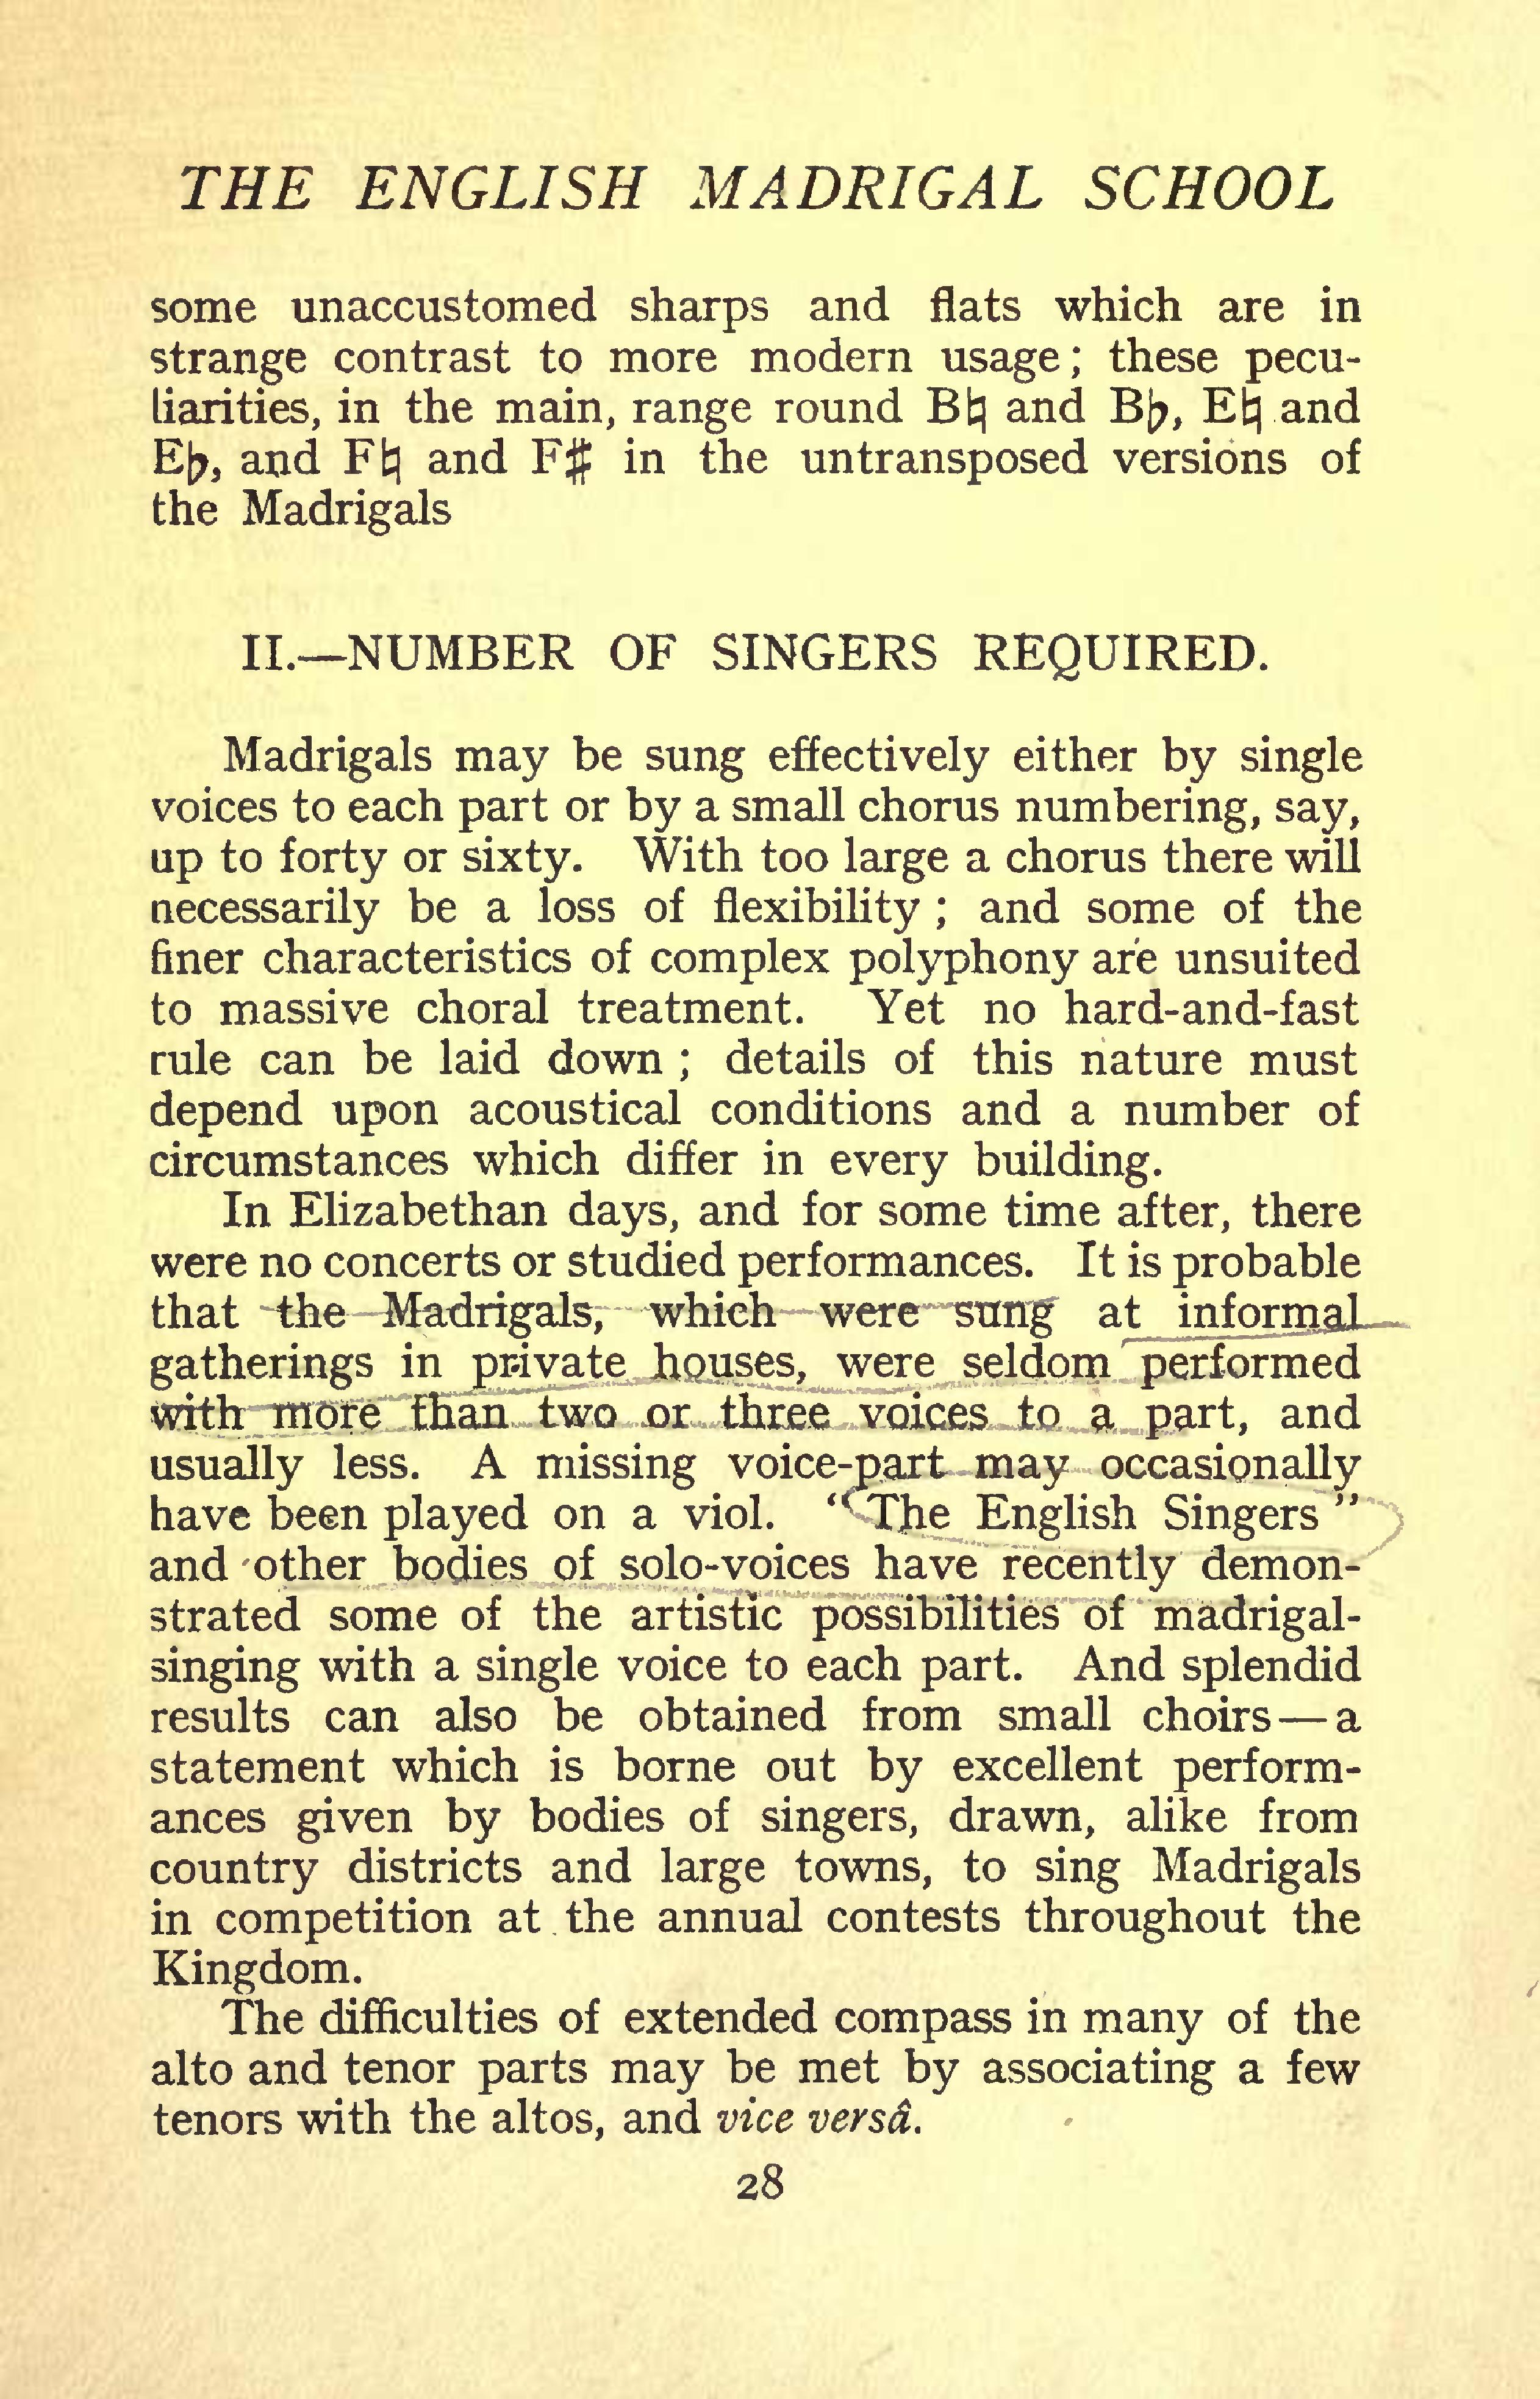 THE ENGLISH MADRIGAL SCHOOL
some unaccustomed sharps and flats which are in
strange contrast to more modern usage; these pecu-
liarities, in the main, range round B♮ and B♭, E♮ and
E♭, and F♮ and F♯ in the untransposed versions of
the Madrigals
II.—NUMBER OF SINGERS REQUIRED.
Madrigals may be sung effectively either by single
voices to each part or by a small chorus numbering, say,
up to forty or sixty. With too large a chorus there will
necessarily be a loss of flexibility; and some of the
finer characteristics of complex polyphony are unsuited
to massive choral treatment. Yet no hard-and-fast
rule can be laid down; details of this nature must
depend upon acoustical conditions and a number of
circumstances which differ in every building.
In Elizabethan days, and for some time after, there
were no concerts or studied performances. It is probable
that the Madrigals, which were sung at informal
gatherings in private houses, were seldom performed
with more than two or three voices to a part, and
usually less. A missing voice-part may occasionally
have been played on a viol. "The English Singers"
and other bodies of solo-voices have recently demon-
strated some of the artistic possibilities of madrigal-
singing with a single voice to each part. And splendid
results can also be obtained from small choirs—a
statement which is borne out by excellent perform-
ances given by bodies of singers, drawn, alike from
country districts and large towns, to sing Madrigals
in competition at the annual contests throughout the
Kingdom.
The difficulties of extended compass in many of the
alto and tenor parts may be met by associating a few
tenors with the altos, and vice versâ.
28